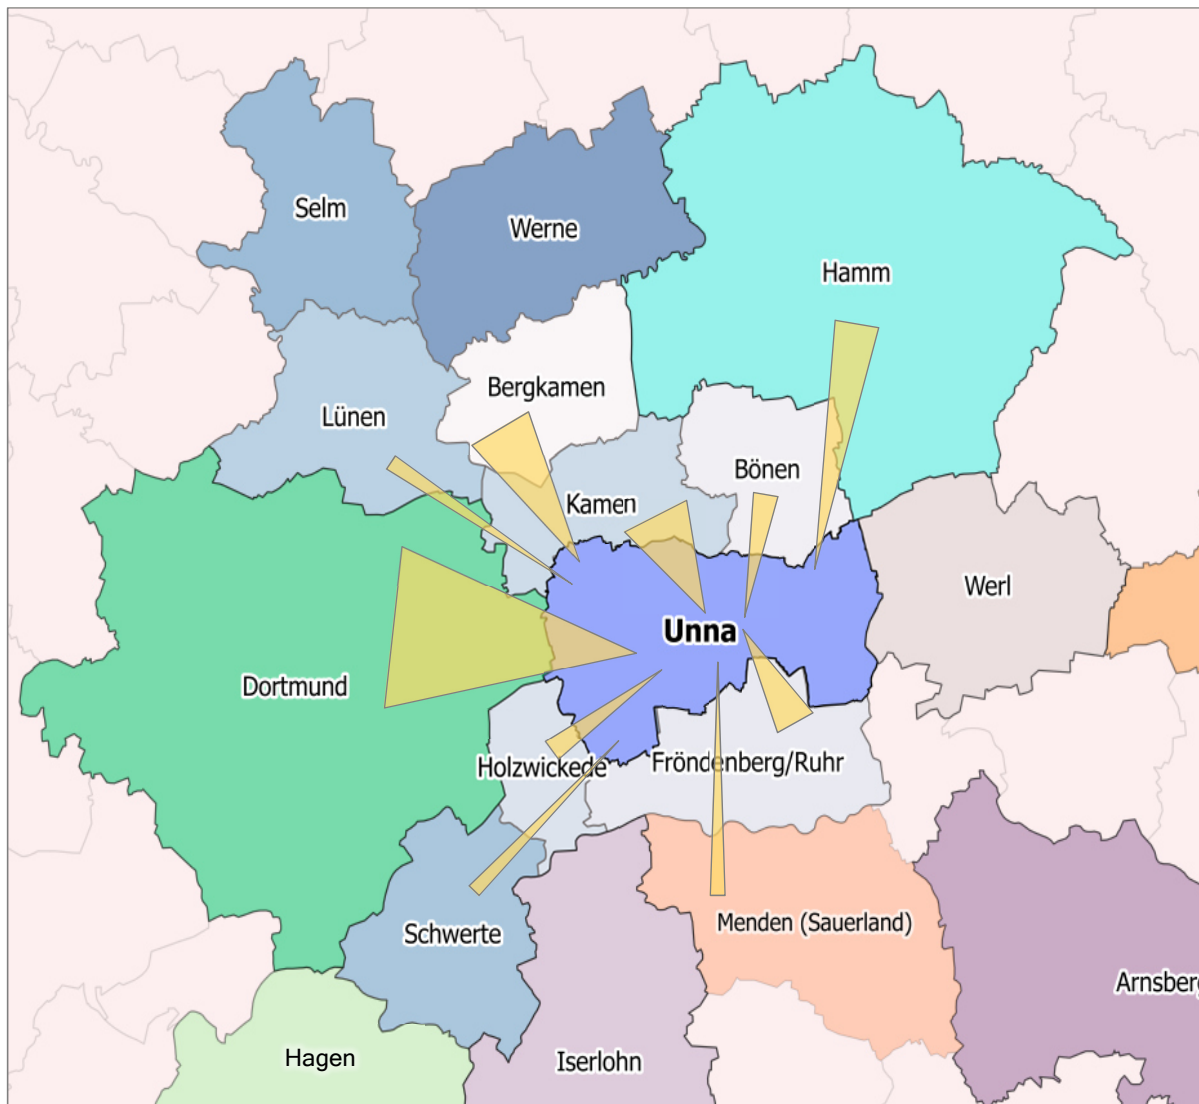 Selm
Werne
Hamm
Bergkamen
Lünen
Bönen
Kamen
Werl
Unna
Dortmund
Holzwickede
Fröndenberg/Ruhr
Menden (Sauerland)
Schwerte
Arnsberg
Hagen
Iserlohn